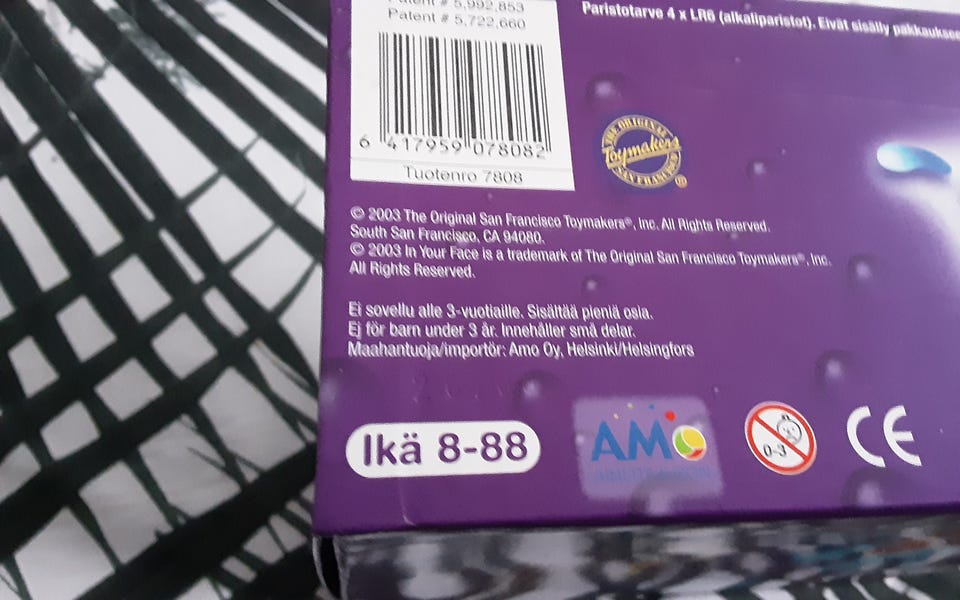 Patent # 5,992,853
Patent # 5,722,660
6 417959 078082
Tuotenro 7808
Paristotarve 4 x LR6 (alkaliparistot). Eivät sisälly pakkaukseen
THE ORIGINAL
Toymakers
SAN FRANCISCO
®
© 2003 The Original San Francisco Toymakers®, Inc. All Rights Reserved.
South San Francisco, CA 94080.
© 2003 In Your Face is a trademark of The Original San Francisco Toymakers®, Inc.
All Rights Reserved.
Ei sovellu alle 3-vuotiaille. Sisältää pieniä osia.
Ej för barn under 3 år. Innehåller små delar.
Maahantuoja/importör: Amo Oy, Helsinki/Helsingfors
Ikä 8-88
AMO
0-3
CE